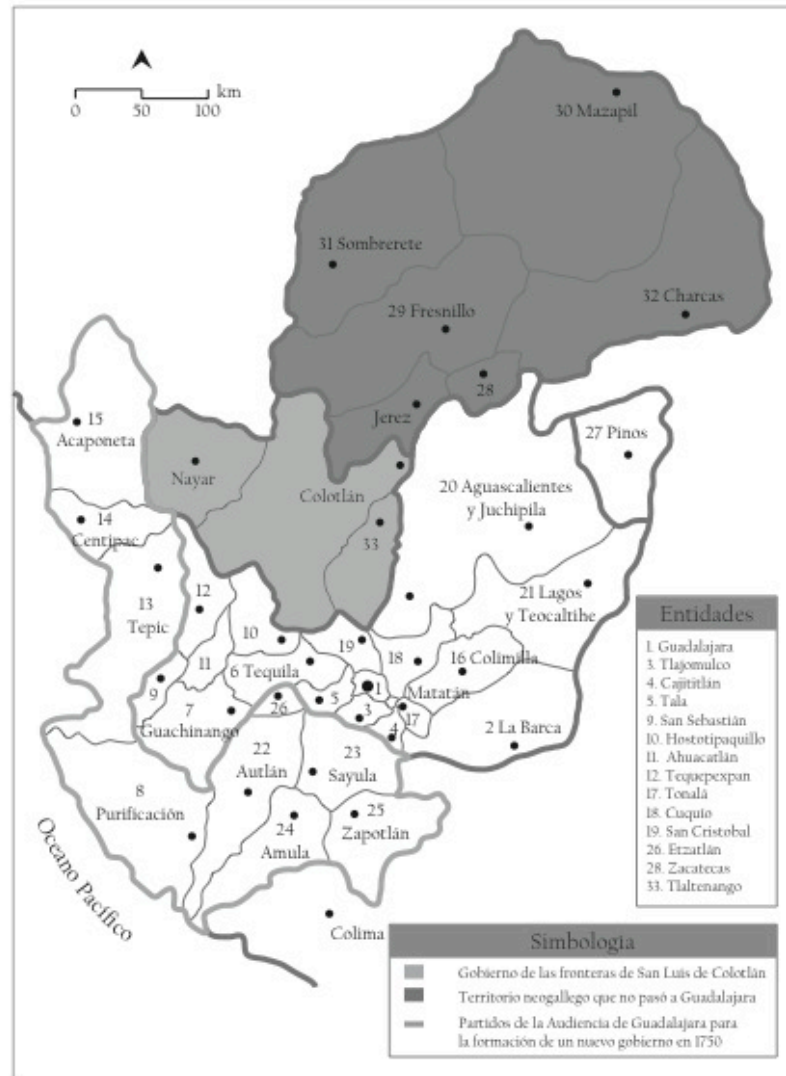 km
0 50 100
30 Mazapil
31 Sombrerete
32 Charcas
29 Fresnillo
28
Jerez
15
Acaponeta
27 Pinos
Nayar
Colotlán
20 Aguascalientes
y Juchipila
14
Centipac
33
13
Tepic
12
21 Lagos
y Teocaltihe
10
19
11
6 Tequila
18
16 Colimilla
9
1
Matatán
7
Guachinango
26
5
3
17
4
2 La Barca
22
Autlán
23
Sayula
8
Purificación
25
Zapotlán
24
Amula
Oceano Pacífico
Colima
Entidades
1. Guadalajara
3. Tlajomulco
4. Cajititlán
5. Tala
9. San Sebastián
10. Hostotipaquillo
11. Ahuacatlán
12. Tequepexpan
17. Tonalá
18. Cuquio
19. San Cristobal
26. Etzatlán
28. Zacatecas
33. Tlaltenango
Simbologia
Gobierno de las fronteras de San Luis de Colotlán
Territorio neogallego que no pasó a Guadalajara
Partidos de la Audiencia de Guadalajara para
la formación de un nuevo gobierno en 1750